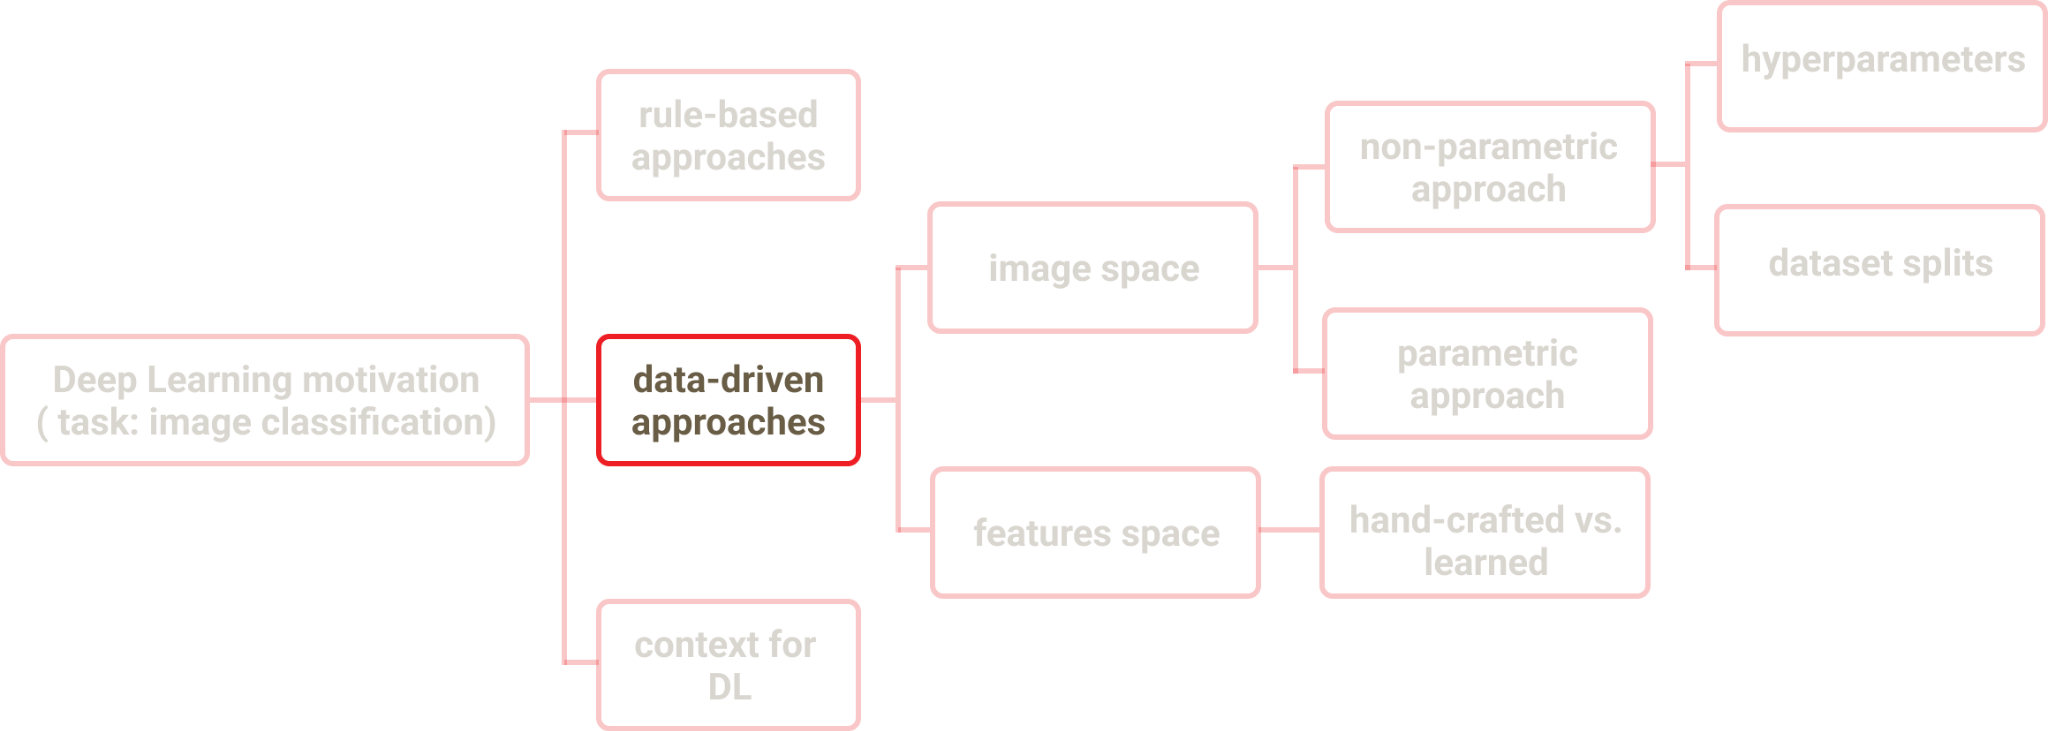 Deep Learning motivation
( task: image classification)
rule-based
approaches
data-driven
approaches
context for
DL
image space
features space
non-parametric
approach
parametric
approach
hand-crafted vs.
learned
hyperparameters
dataset splits